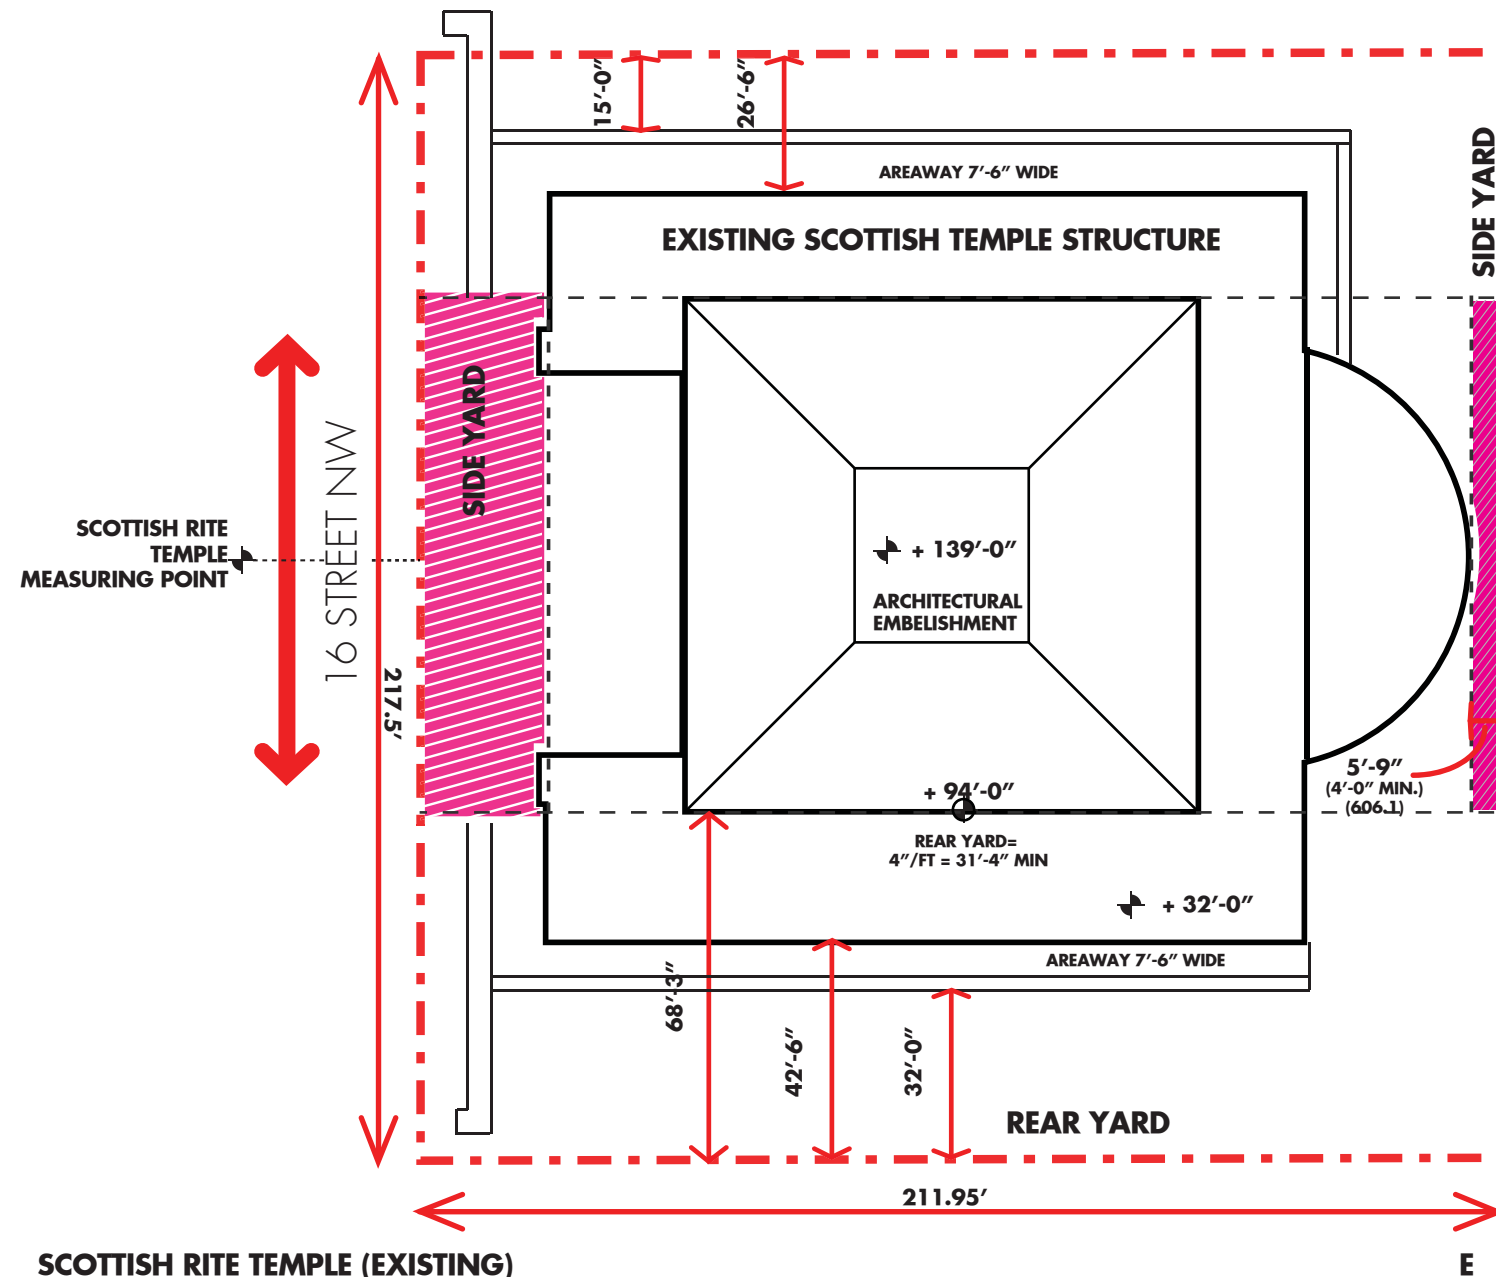 15′-0″
26′-6″
AREAWAY 7′-6″ WIDE
SIDE YARD
EXISTING SCOTTISH TEMPLE STRUCTURE
SIDE YARD
16 STREET NW
SCOTTISH RITE
TEMPLE
MEASURING POINT
+ 139′-0″
ARCHITECTURAL
EMBELISHMENT
217.5′
5′-9″
(4′-0″ MIN.)
(606.1)
+ 94′-0″
REAR YARD=
4″/FT = 31′-4″ MIN
+ 32′-0″
AREAWAY 7′-6″ WIDE
68′-3″
42′-6″
32′-0″
REAR YARD
211.95′
SCOTTISH RITE TEMPLE (EXISTING)
E